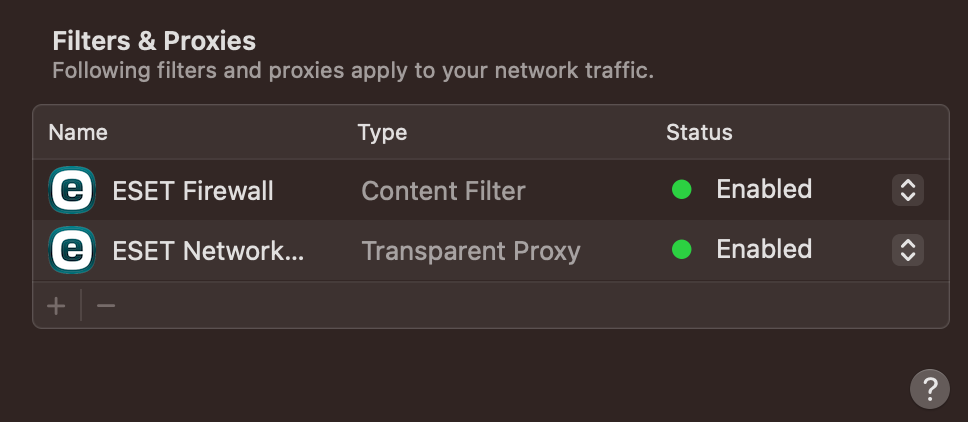 Filters & Proxies
Following filters and proxies apply to your network traffic.
Name Type Status
e ESET Firewall Content Filter Enabled
e ESET Network... Transparent Proxy Enabled
+ −
?